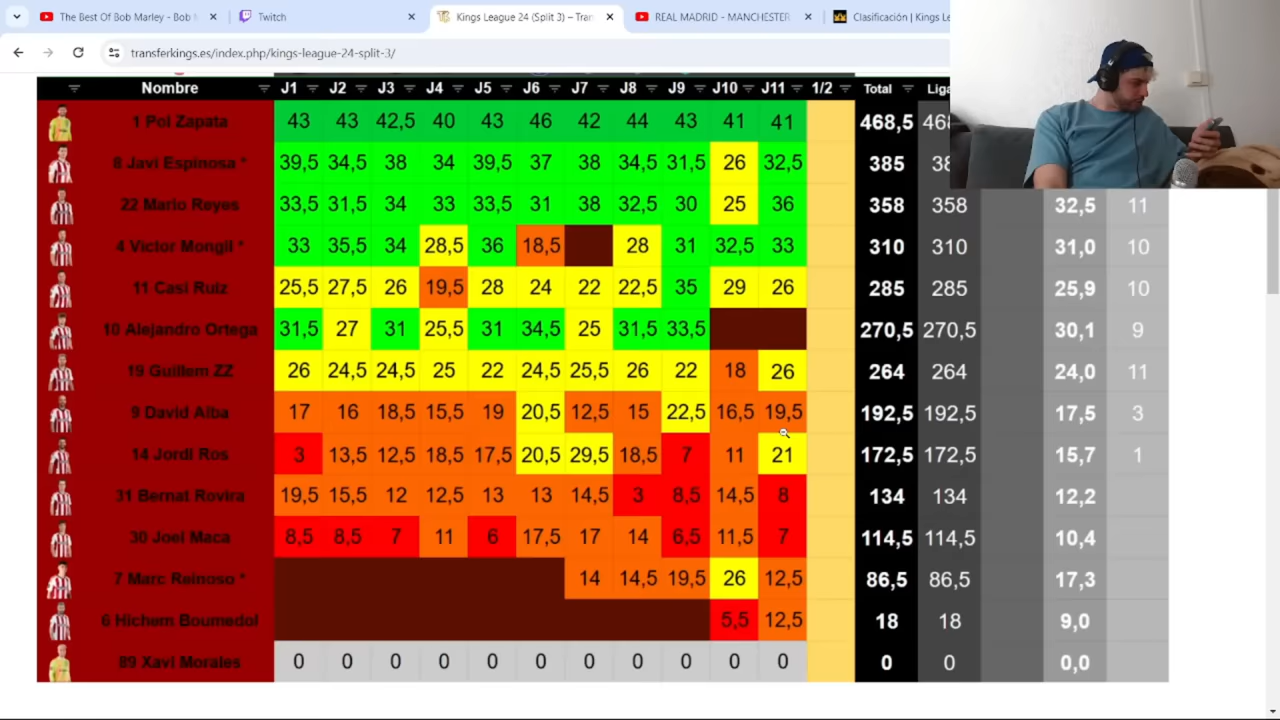 The Best Of Bob Marley - Bob M
Twitch
Kings League 24 (Split 3) – Tran
REAL MADRID - MANCHESTER
Clasificación | Kings Le
transferkings.es/index.php/kings-league-24-split-3/
Nombre J1 J2 J3 J4 J5 J6 J7 J8 J9 J10 J11 1/2 Total Liga
1 Pol Zapata 43 43 42,5 40 43 46 42 44 43 41 41 468,5 468
8 Javi Espinosa * 39,5 34,5 38 34 39,5 37 38 34,5 31,5 26 32,5 385 38
22 Mario Reyes 33,5 31,5 34 33 33,5 31 38 32,5 30 25 36 358 358 32,5 11
4 Victor Mongil * 33 35,5 34 28,5 36 18,5 28 31 32,5 33 310 310 31,0 10
11 Casi Ruiz 25,5 27,5 26 19,5 28 24 22 22,5 35 29 26 285 285 25,9 10
10 Alejandro Ortega 31,5 27 31 25,5 31 34,5 25 31,5 33,5 270,5 270,5 30,1 9
19 Guillem ZZ 26 24,5 24,5 25 22 24,5 25,5 26 22 18 26 264 264 24,0 11
9 David Alba 17 16 18,5 15,5 19 20,5 12,5 15 22,5 16,5 19,5 192,5 192,5 17,5 3
14 Jordi Ros 3 13,5 12,5 18,5 17,5 20,5 29,5 18,5 7 11 21 172,5 172,5 15,7 1
31 Bernat Rovira 19,5 15,5 12 12,5 13 13 14,5 3 8,5 14,5 8 134 134 12,2
30 Joel Maca 8,5 8,5 7 11 6 17,5 17 14 6,5 11,5 7 114,5 114,5 10,4
7 Marc Reinoso * 14 14,5 19,5 26 12,5 86,5 86,5 17,3
6 Hichem Boumedol 5,5 12,5 18 18 9,0
89 Xavi Morales 0 0 0 0 0 0 0 0 0 0 0 0 0 0,0